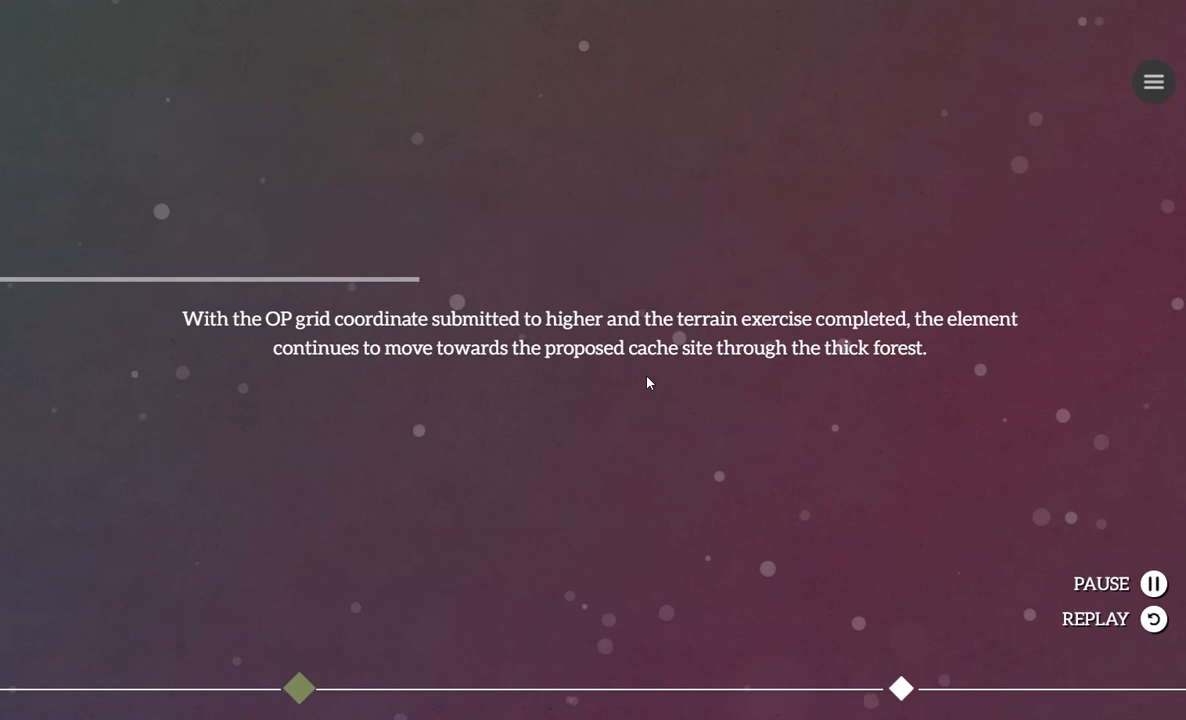 With the OP grid coordinate submitted to higher and the terrain exercise completed, the element
continues to move towards the proposed cache site through the thick forest.
PAUSE
REPLAY